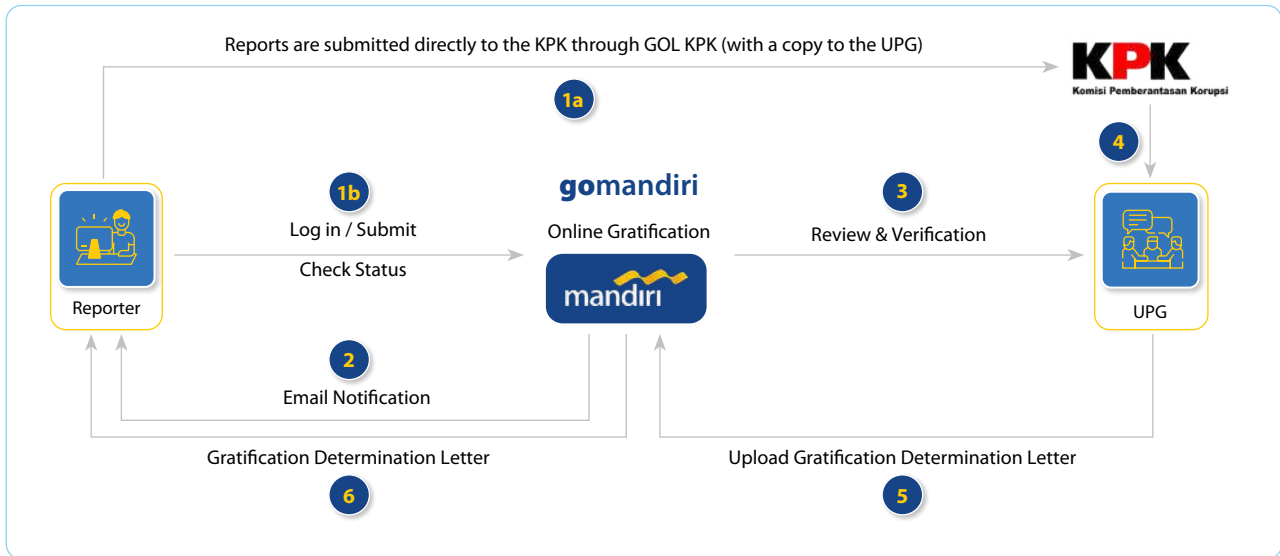 Reports are submitted directly to the KPK through GOL KPK (with a copy to the UPG)
KPK
Komisi Pemberantasan Korupsi
1a
4
1b
gomandiri
3
Log in / Submit
Online Gratification
Review & Verification
Check Status
mandiri
Reporter
UPG
2
Email Notification
Gratification Determination Letter
Upload Gratification Determination Letter
6
5